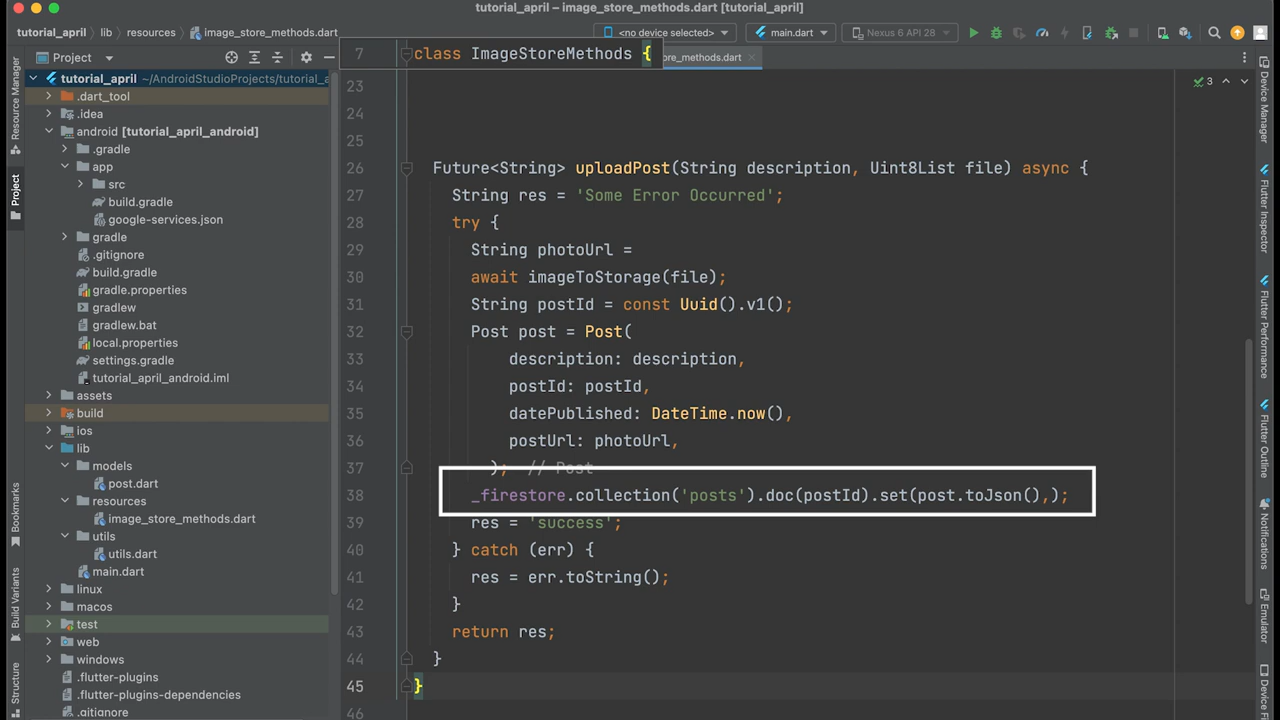 tutorial_april – image_store_methods.dart [tutorial_april]
tutorial_april lib resources image_store_methods.dart
<no device selected> main.dart Nexus 6 API 28
Project
7 class ImageStoreMethods {
re_methods.dart
Resource Manager
Project
Bookmarks
Build Variants
Structure
tutorial_april ~/AndroidStudioProjects/tutorial_a
.dart_tool
.idea
android [tutorial_april_android]
.gradle
app
src
build.gradle
google-services.json
gradle
.gitignore
build.gradle
gradle.properties
gradlew
gradlew.bat
local.properties
settings.gradle
tutorial_april_android.iml
assets
build
ios
lib
models
post.dart
resources
image_store_methods.dart
utils
utils.dart
main.dart
linux
macos
test
web
windows
.flutter-plugins
.flutter-plugins-dependencies
.gitignore
3
23
24
25
26 Future<String> uploadPost(String description, Uint8List file) async {
27 String res = 'Some Error Occurred';
28 try {
29 String photoUrl =
30 await imageToStorage(file);
31 String postId = const Uuid().v1();
32 Post post = Post(
33 description: description,
34 postId: postId,
35 datePublished: DateTime.now(),
36 postUrl: photoUrl,
37 ); // Post
38 _firestore.collection('posts').doc(postId).set(post.toJson(),);
39 res = 'success';
40 } catch (err) {
41 res = err.toString();
42 }
43 return res;
44 }
45 }
46
Device Manager
Flutter Inspector
Flutter Performance
Flutter Outline
Notifications
Emulator